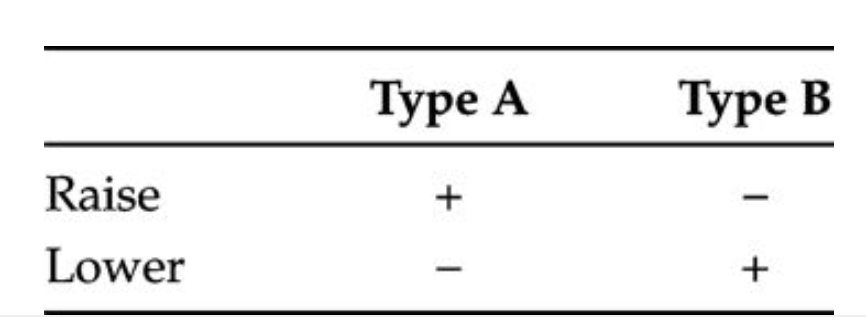 Type A Type B
Raise + −
Lower − +